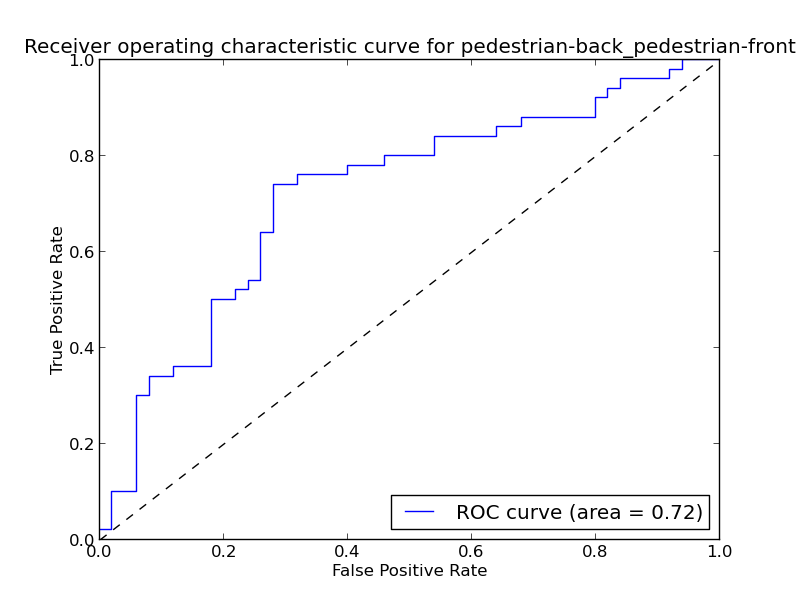 Receiver operating characteristic curve for pedestrian-back_pedestrian-front
1.0
0.8
0.6
0.4
0.2
0.0
True Positive Rate
ROC curve (area = 0.72)
0.0 0.2 0.4 0.6 0.8 1.0
False Positive Rate